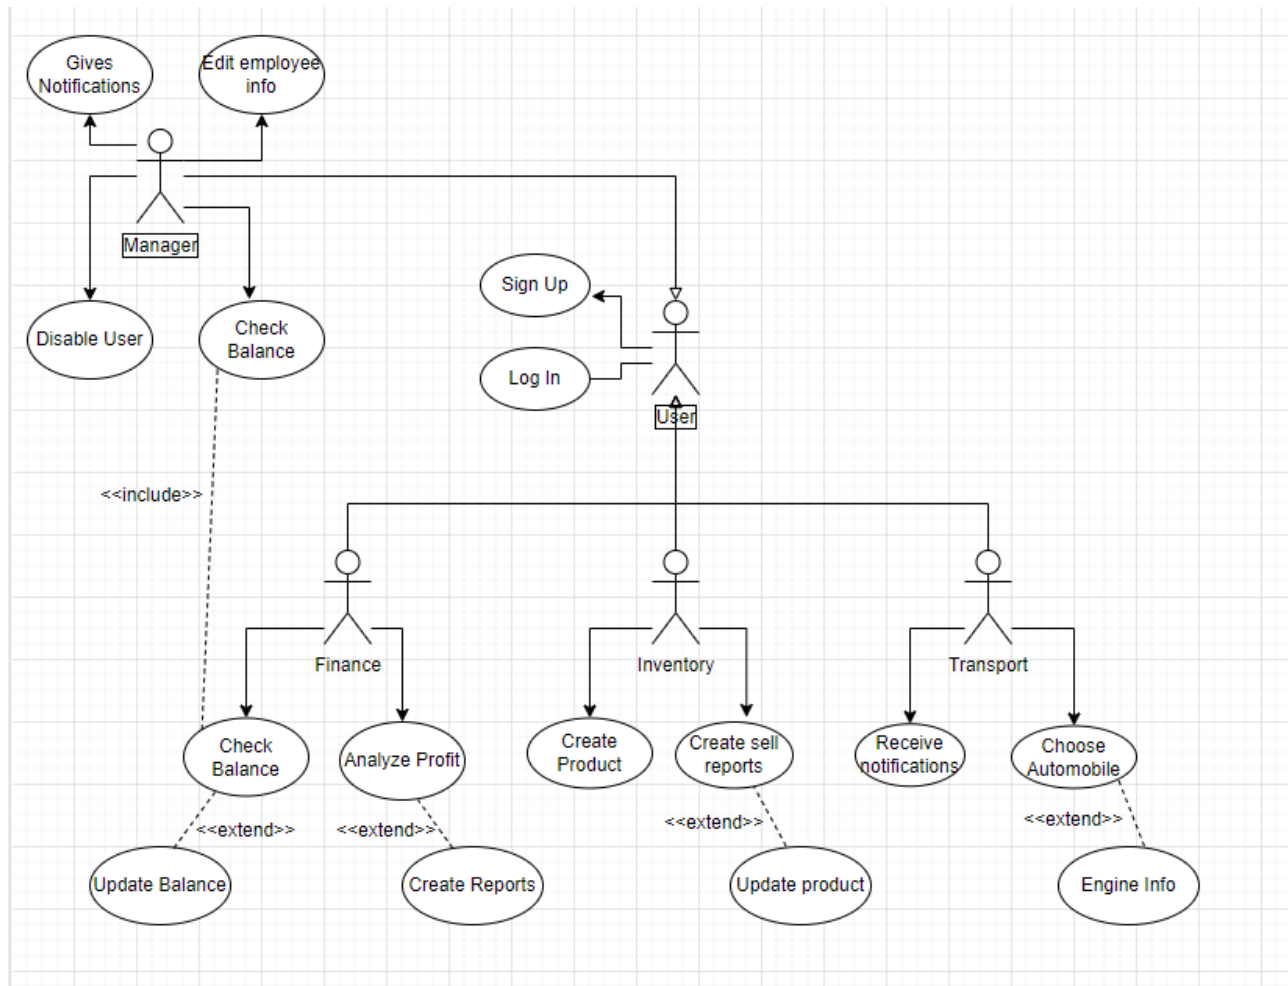 Gives
Notifications
Edit employee
info
Manager
Disable User
Check
Balance
Sign Up
Log In
User
<<include>>
Finance
Inventory
Transport
Check
Balance
Analyze Profit
Create
Product
Create sell
reports
Receive
notifications
Choose
Automobile
<<extend>>
<<extend>>
<<extend>>
<<extend>>
Update Balance
Create Reports
Update product
Engine Info